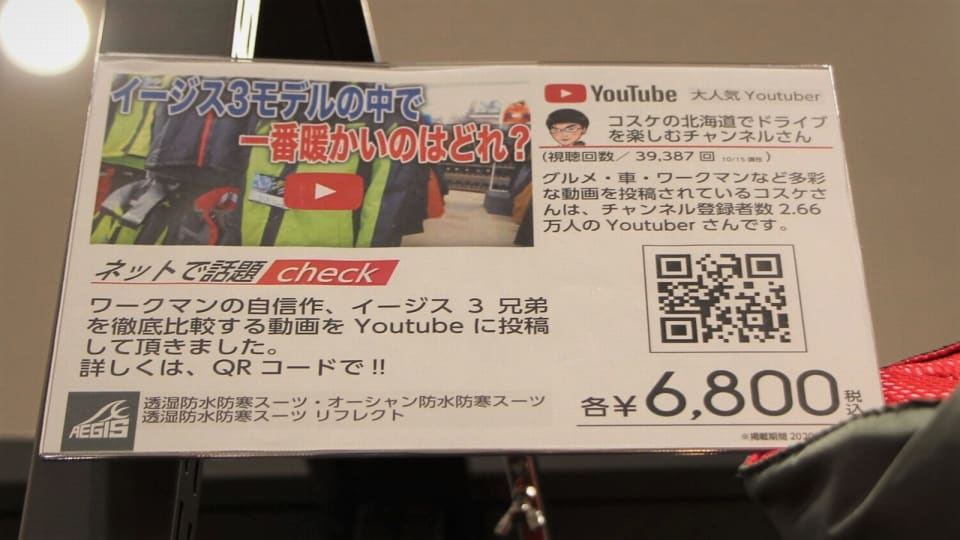 イージス3モデルの中で
一番暖かいのはどれ？
YouTube 大人気 Youtuber
コスケの北海道でドライブ
を楽しむチャンネルさん
(視聴回数／ 39,387 回 10/15 現在 )
グルメ・車・ワークマンなど多彩
な動画を投稿されているコスケさ
んは、チャンネル登録者数 2.66
万人の Youtuber さんです。
ネットで話題 check
ワークマンの自信作、イージス 3 兄弟
を徹底比較する動画を Youtube に投稿
して頂きました。
詳しくは、QR コードで !!
AEGIS
透湿防水防寒スーツ・オーシャン防水防寒スーツ
透湿防水防寒スーツ リフレクト
各¥ 6,800 税込
※掲載期間